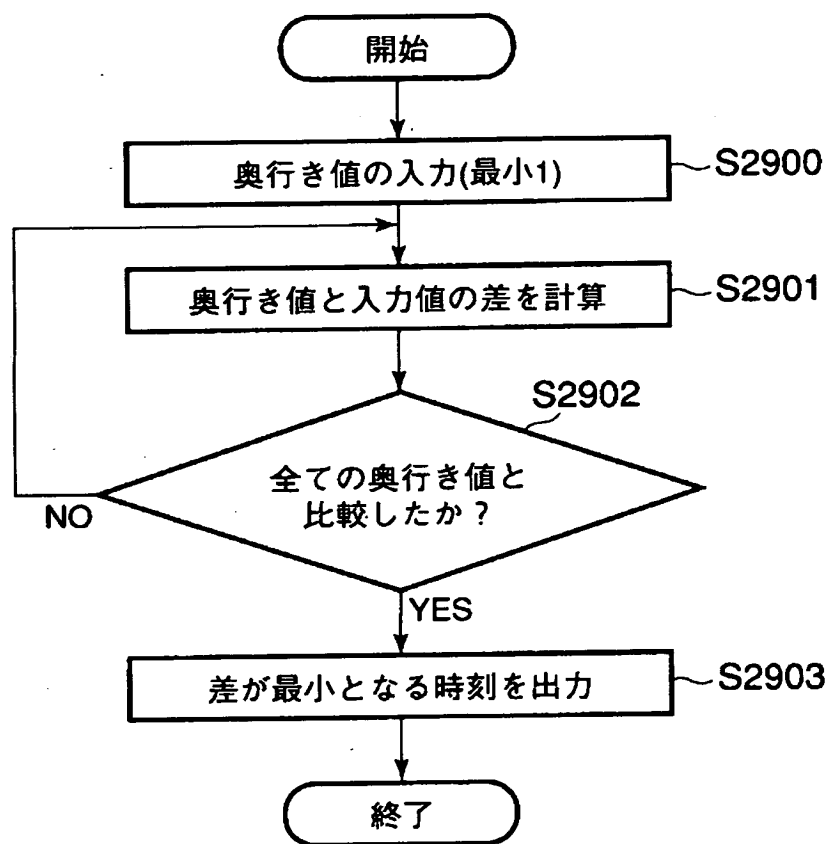 開始
奥行き値の入力(最小1)
S2900
奥行き値と入力値の差を計算
S2901
S2902
全ての奥行き値と
比較したか?
NO
YES
差が最小となる時刻を出力
S2903
終了